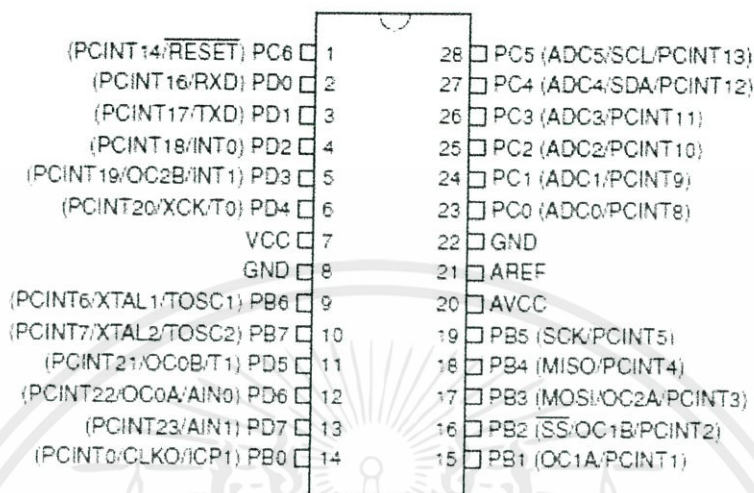 (PCINT14/RESET) PC6 1 28 PC5 (ADC5/SCL/PCINT13)
(PCINT16/RXD) PD0 2 27 PC4 (ADC4/SDA/PCINT12)
(PCINT17/TXD) PD1 3 26 PC3 (ADC3/PCINT11)
(PCINT18/INT0) PD2 4 25 PC2 (ADC2/PCINT10)
(PCINT19/OC2B/INT1) PD3 5 24 PC1 (ADC1/PCINT9)
(PCINT20/XCK/T0) PD4 6 23 PC0 (ADC0/PCINT8)
VCC 7 22 GND
GND 8 21 AREF
(PCINT6/XTAL1/TOSC1) PB6 9 20 AVCC
(PCINT7/XTAL2/TOSC2) PB7 10 19 PB5 (SCK/PCINT5)
(PCINT21/OC0B/T1) PD5 11 18 PB4 (MISO/PCINT4)
(PCINT22/OC0A/AIN0) PD6 12 17 PB3 (MOSI/OC2A/PCINT3)
(PCINT23/AIN1) PD7 13 16 PB2 (SS/OC1B/PCINT2)
(PCINT0/CLKO/ICP1) PB0 14 15 PB1 (OC1A/PCINT1)